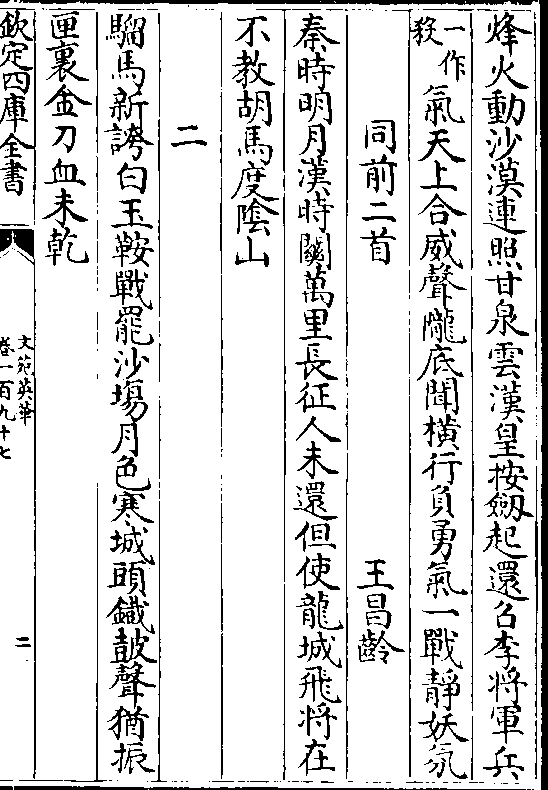 烽火動沙漠連照甘泉雲漢皇按劒起還召李將軍兵
一作殺氣天上合威聲隴底聞橫行負勇氣一戰靜妖氛
同前二首 王昌齡
秦時明月漢時關萬里長征人未還但使龍城飛將在
不教胡馬度隂山
二
騮馬新誇白玉鞍戰罷沙塲月色寒城頭鐡鼓聲猶振
匣裏金刀血未乾
欽定四庫全書
文苑英華
卷一百九十七
二